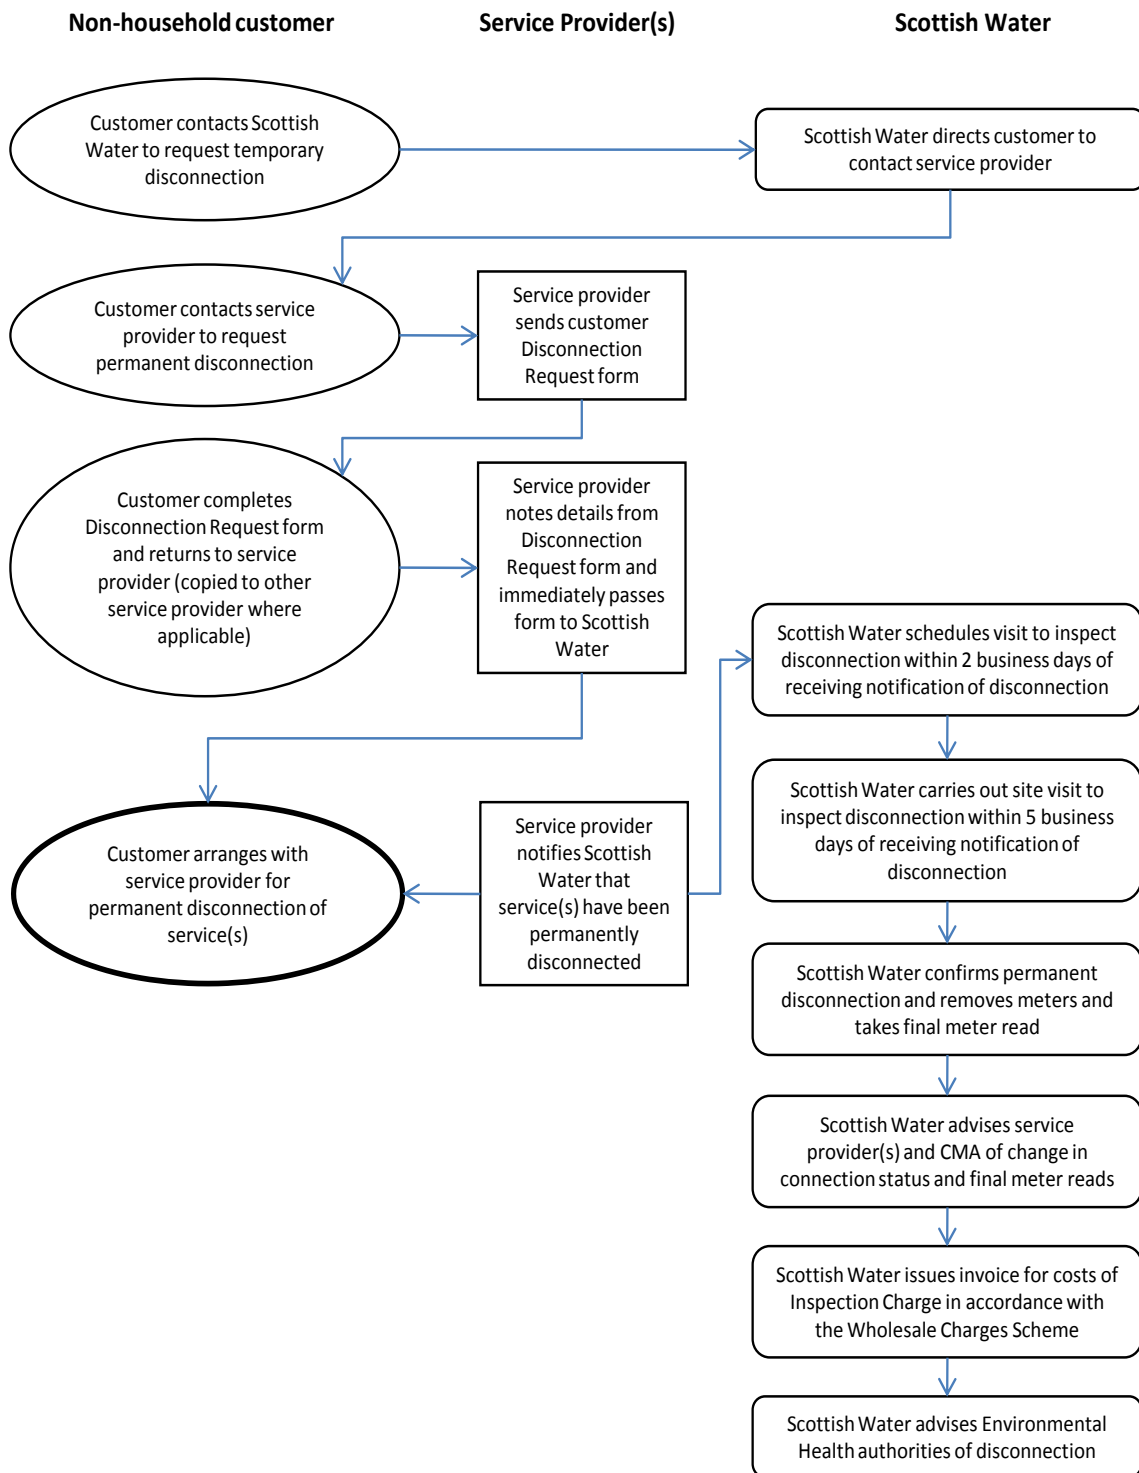 Non-household customer
Service Provider(s)
Scottish Water
Customer contacts Scottish
Water to request temporary
disconnection
Scottish Water directs customer to
contact service provider
Customer contacts service
provider to request
permanent disconnection
Service provider
sends customer
Disconnection
Request form
Customer completes
Disconnection Request form
and returns to service
provider (copied to other
service provider where
applicable)
Service provider
notes details from
Disconnection
Request form and
immediately passes
form to Scottish
Water
Scottish Water schedules visit to inspect
disconnection within 2 business days of
receiving notification of disconnection
Scottish Water carries out site visit to
inspect disconnection within 5 business
days of receiving notification of
disconnection
Customer arranges with
service provider for
permanent disconnection of
service(s)
Service provider
notifies Scottish
Water that
service(s) have been
permanently
disconnected
Scottish Water confirms permanent
disconnection and removes meters and
takes final meter read
Scottish Water advises service
provider(s) and CMA of change in
connection status and final meter reads
Scottish Water issues invoice for costs of
Inspection Charge in accordance with
the Wholesale Charges Scheme
Scottish Water advises Environmental
Health authorities of disconnection